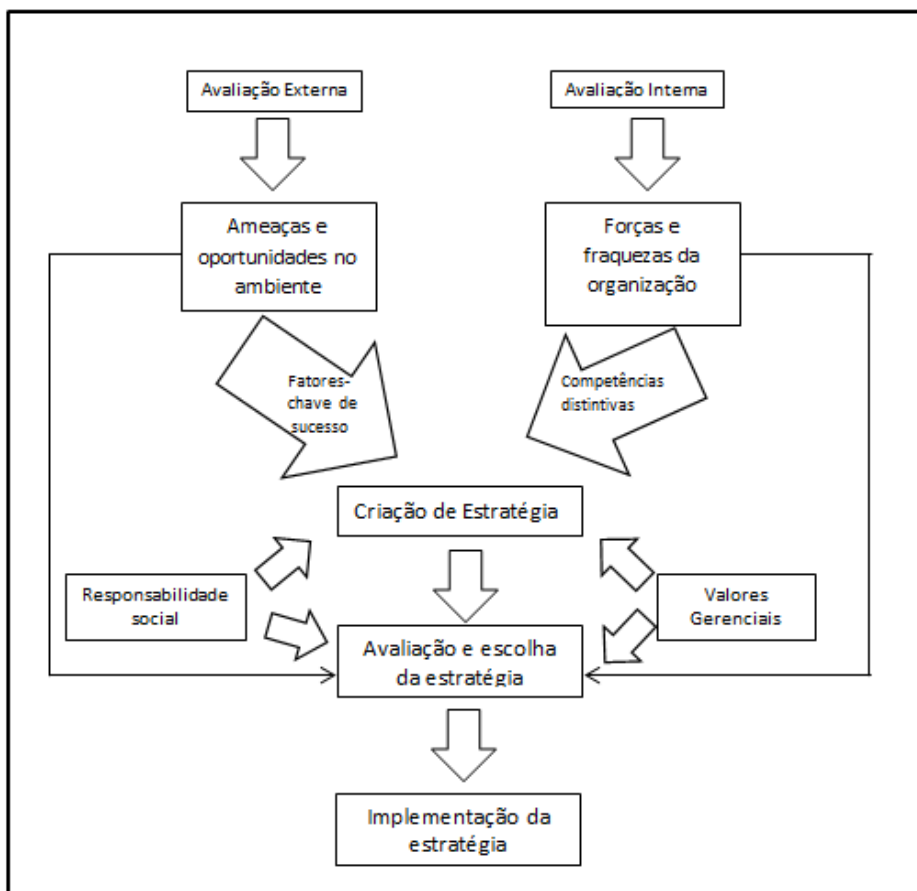 Avaliação Externa
Avaliação Interna
Ameaças e
oportunidades no
ambiente
Forças e
fraquezas da
organização
Fatores-
chave de
sucesso
Competências
distintivas
Criação de Estratégia
Responsabilidade
social
Valores
Gerenciais
Avaliação e escolha
da estratégia
Implementação da
estratégia